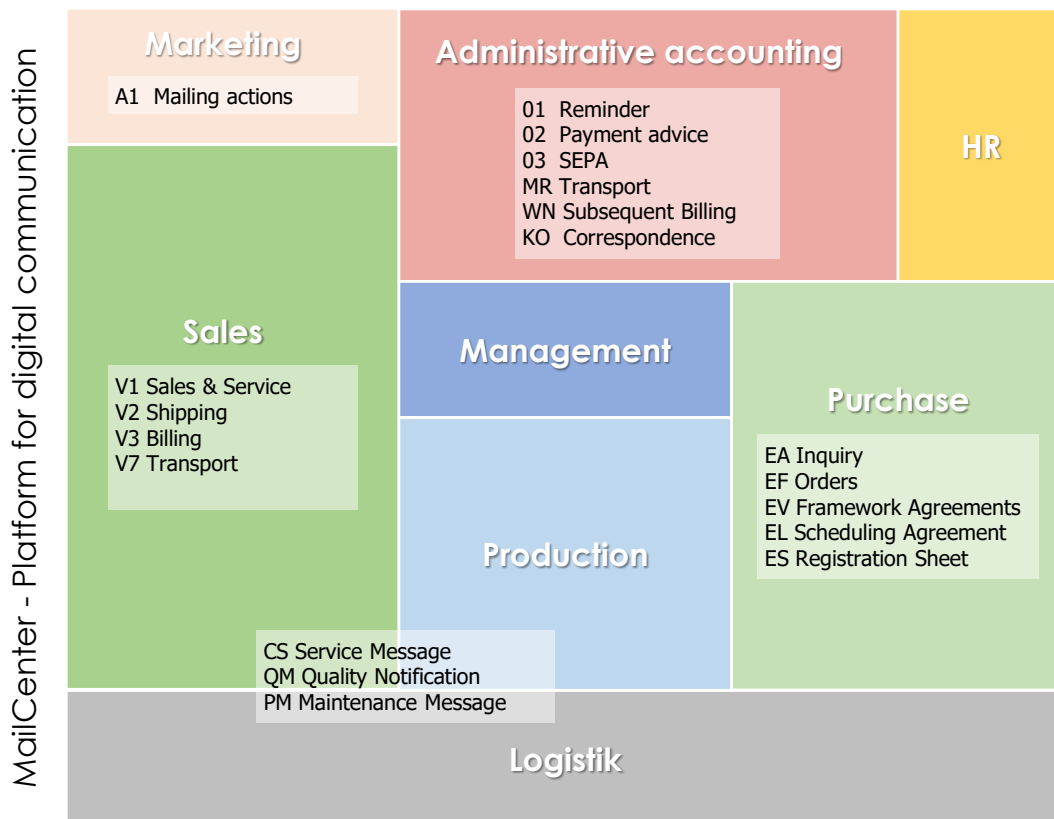 MailCenter - Platform for digital communication
Marketing
A1 Mailing actions
Administrative accounting
01 Reminder
02 Payment advice
03 SEPA
MR Transport
WN Subsequent Billing
KO Correspondence
HR
Sales
V1 Sales & Service
V2 Shipping
V3 Billing
V7 Transport
Management
Purchase
EA Inquiry
EF Orders
EV Framework Agreements
EL Scheduling Agreement
ES Registration Sheet
Production
CS Service Message
QM Quality Notification
PM Maintenance Message
Logistik